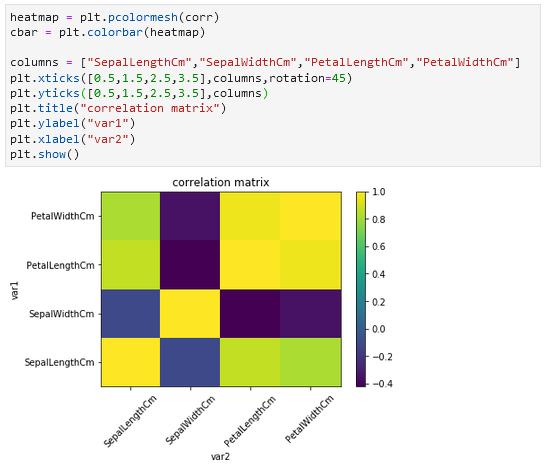 heatmap = plt.pcolormesh(corr)
cbar = plt.colorbar(heatmap)
columns = ["SepalLengthCm","SepalWidthCm","PetalLengthCm","PetalWidthCm"]
plt.xticks([0.5,1.5,2.5,3.5],columns,rotation=45)
plt.yticks([0.5,1.5,2.5,3.5],columns)
plt.title("correlation matrix")
plt.ylabel("var1")
plt.xlabel("var2")
plt.show()
correlation matrix
PetalWidthCm
PetalLengthCm
SepalWidthCm
SepalLengthCm
var1
SepalLengthCm
SepalWidthCm
PetalLengthCm
PetalWidthCm
var2
1.0
0.8
0.6
0.4
0.2
0.0
−0.2
−0.4